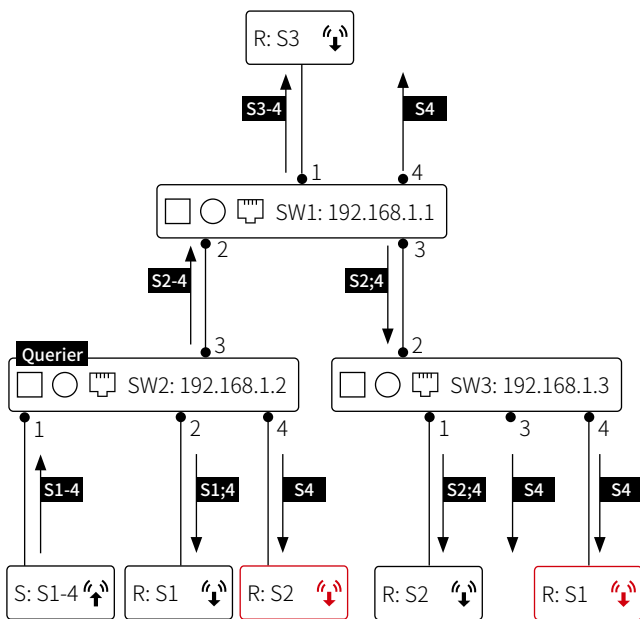 R: S3
S3-4
S4
1
4
SW1: 192.168.1.1
2
3
S2-4
S2;4
3
2
Querier
SW2: 192.168.1.2
SW3: 192.168.1.3
1
2
4
1
3
4
S1-4
S1;4
S4
S2;4
S4
S4
S: S1-4
R: S1
R: S2
R: S2
R: S1